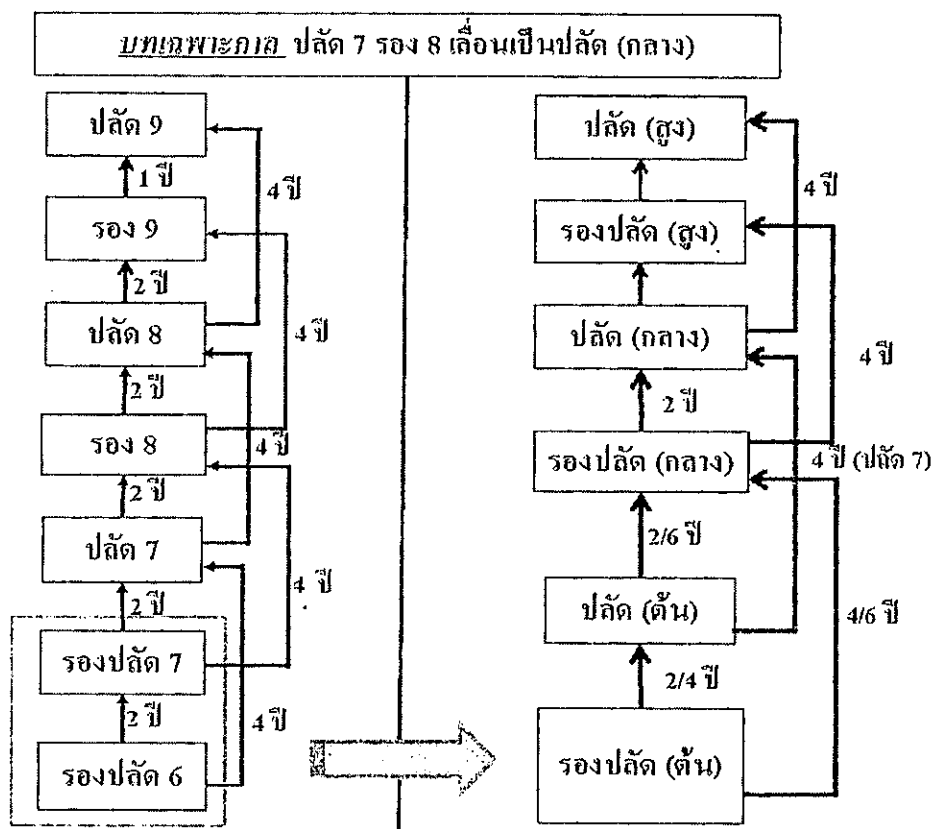 บทเฉพาะกาล ปลัด 7 รอง 8 เลื่อนเป็นปลัด (กลาง)
ปลัด 9
1 ปี
4 ปี
รอง 9
2 ปี
ปลัด 8
4 ปี
2 ปี
รอง 8
4 ปี
2 ปี
ปลัด 7
4 ปี
2 ปี
รองปลัด 7
2 ปี
4 ปี
รองปลัด 6
ปลัด (สูง)
4 ปี
รองปลัด (สูง)
ปลัด (กลาง)
4 ปี
2 ปี
รองปลัด (กลาง)
4 ปี (ปลัด 7)
2/6 ปี
ปลัด (ต้น)
4/6 ปี
2/4 ปี
รองปลัด (ต้น)